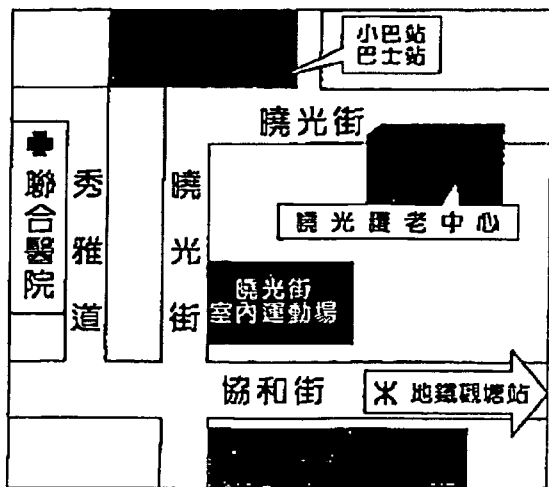 小巴站
巴士站
曉光街
聯合醫院
秀雅道
曉光街
曉光護老中心
曉光街
室內運動場
協和街
地鐵觀塘站